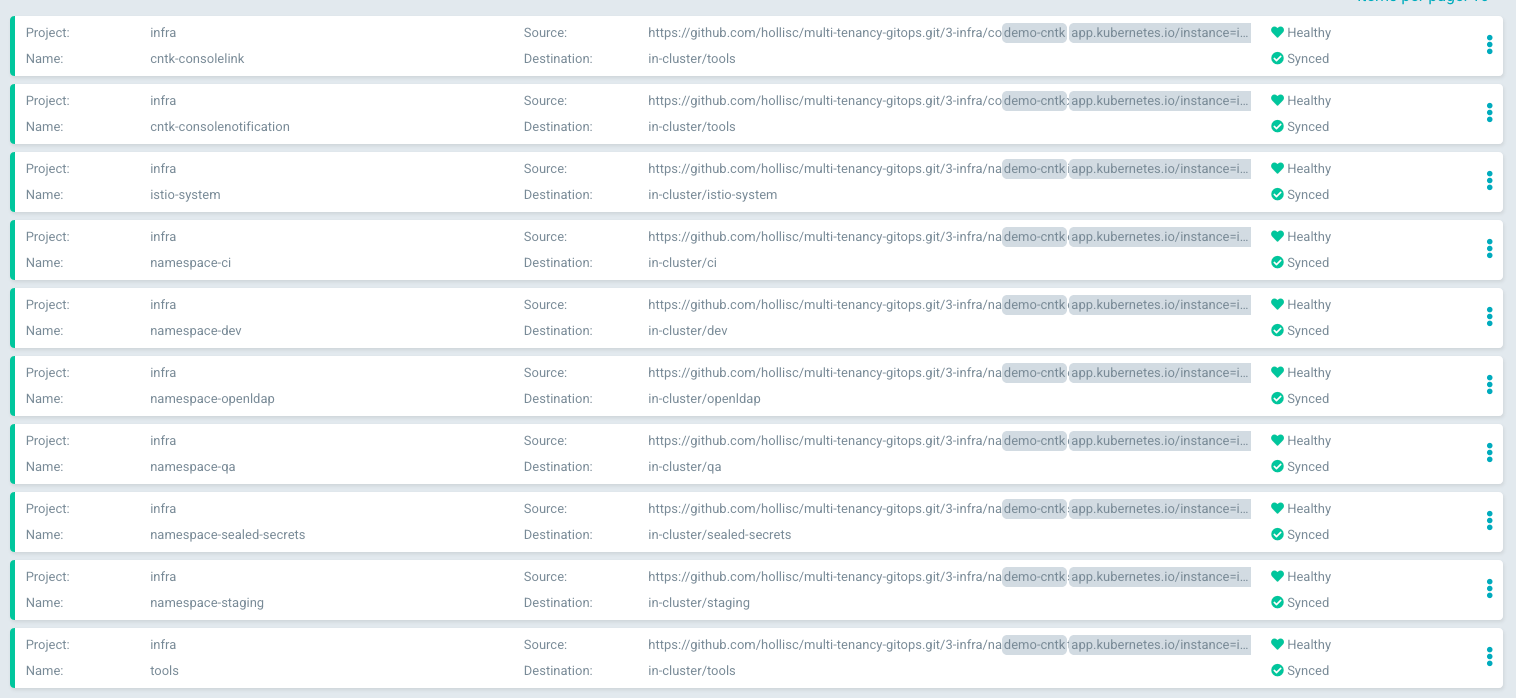 Items per page: 10
Project: infra Source: https://github.com/hollisc/multi-tenancy-gitops.git/3-infra/co demo-cntk app.kubernetes.io/instance=i... Healthy
Name: cntk-consolelink Destination: in-cluster/tools Synced
Project: infra Source: https://github.com/hollisc/multi-tenancy-gitops.git/3-infra/co demo-cntk app.kubernetes.io/instance=i... Healthy
Name: cntk-consolenotification Destination: in-cluster/tools Synced
Project: infra Source: https://github.com/hollisc/multi-tenancy-gitops.git/3-infra/na demo-cntk app.kubernetes.io/instance=i... Healthy
Name: istio-system Destination: in-cluster/istio-system Synced
Project: infra Source: https://github.com/hollisc/multi-tenancy-gitops.git/3-infra/na demo-cntk app.kubernetes.io/instance=i... Healthy
Name: namespace-ci Destination: in-cluster/ci Synced
Project: infra Source: https://github.com/hollisc/multi-tenancy-gitops.git/3-infra/na demo-cntk app.kubernetes.io/instance=i... Healthy
Name: namespace-dev Destination: in-cluster/dev Synced
Project: infra Source: https://github.com/hollisc/multi-tenancy-gitops.git/3-infra/na demo-cntk app.kubernetes.io/instance=i... Healthy
Name: namespace-openldap Destination: in-cluster/openldap Synced
Project: infra Source: https://github.com/hollisc/multi-tenancy-gitops.git/3-infra/na demo-cntk app.kubernetes.io/instance=i... Healthy
Name: namespace-qa Destination: in-cluster/qa Synced
Project: infra Source: https://github.com/hollisc/multi-tenancy-gitops.git/3-infra/na demo-cntk app.kubernetes.io/instance=i... Healthy
Name: namespace-sealed-secrets Destination: in-cluster/sealed-secrets Synced
Project: infra Source: https://github.com/hollisc/multi-tenancy-gitops.git/3-infra/na demo-cntk app.kubernetes.io/instance=i... Healthy
Name: namespace-staging Destination: in-cluster/staging Synced
Project: infra Source: https://github.com/hollisc/multi-tenancy-gitops.git/3-infra/na demo-cntk app.kubernetes.io/instance=i... Healthy
Name: tools Destination: in-cluster/tools Synced